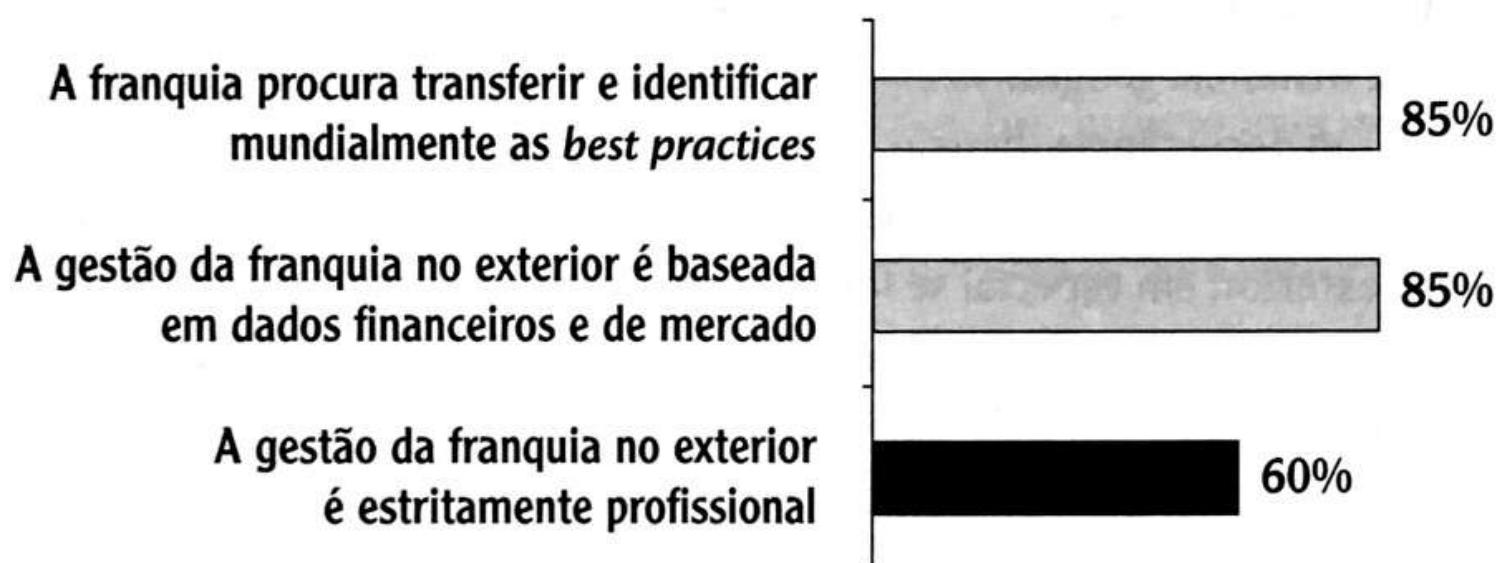 A franquia procura transferir e identificar
mundialmente as best practices
85%
A gestão da franquia no exterior é baseada
em dados financeiros e de mercado
85%
A gestão da franquia no exterior
é estritamente profissional
60%